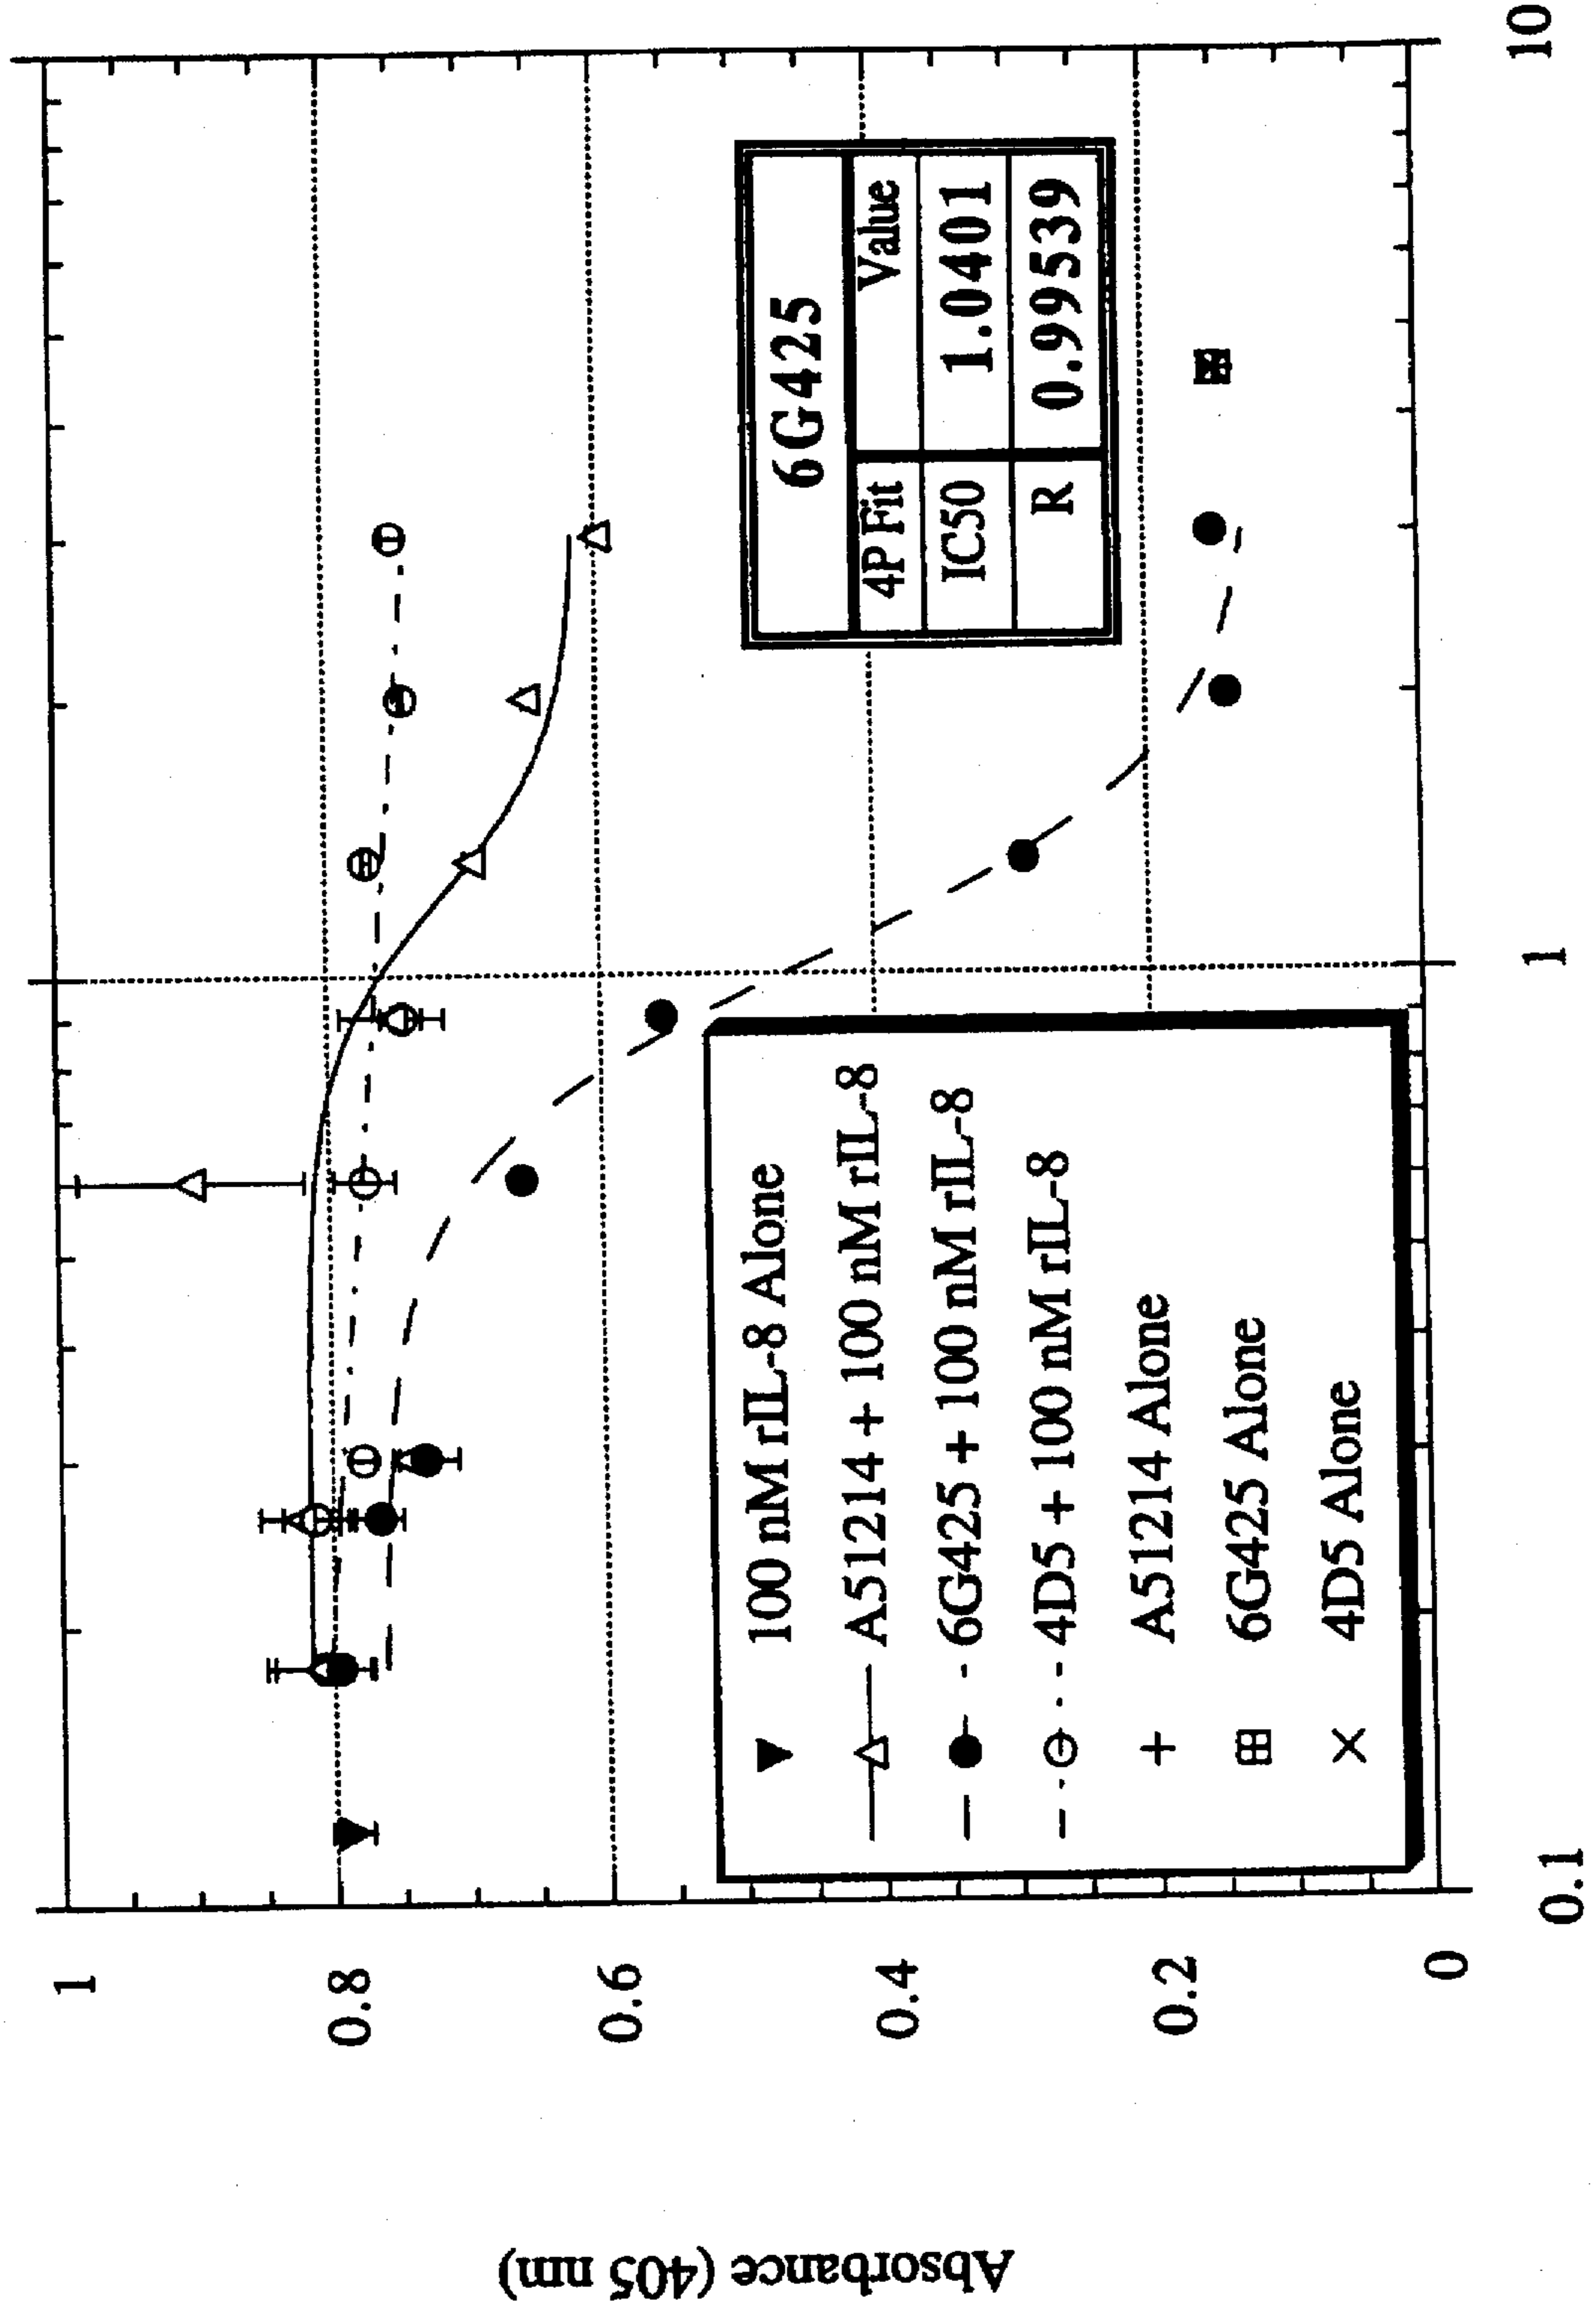 Absorbance (405 nm)
1
0.8
0.6
0.4
0.2
0
0.1
1
10
100 nM rIL-8 Alone
A51214 + 100 nM rIL-8
6G425 + 100 nM rIL-8
4D5 + 100 nM rIL-8
A51214 Alone
6G425 Alone
4D5 Alone
6G425
4P Fit Value
IC50 1.0401
R 0.99539